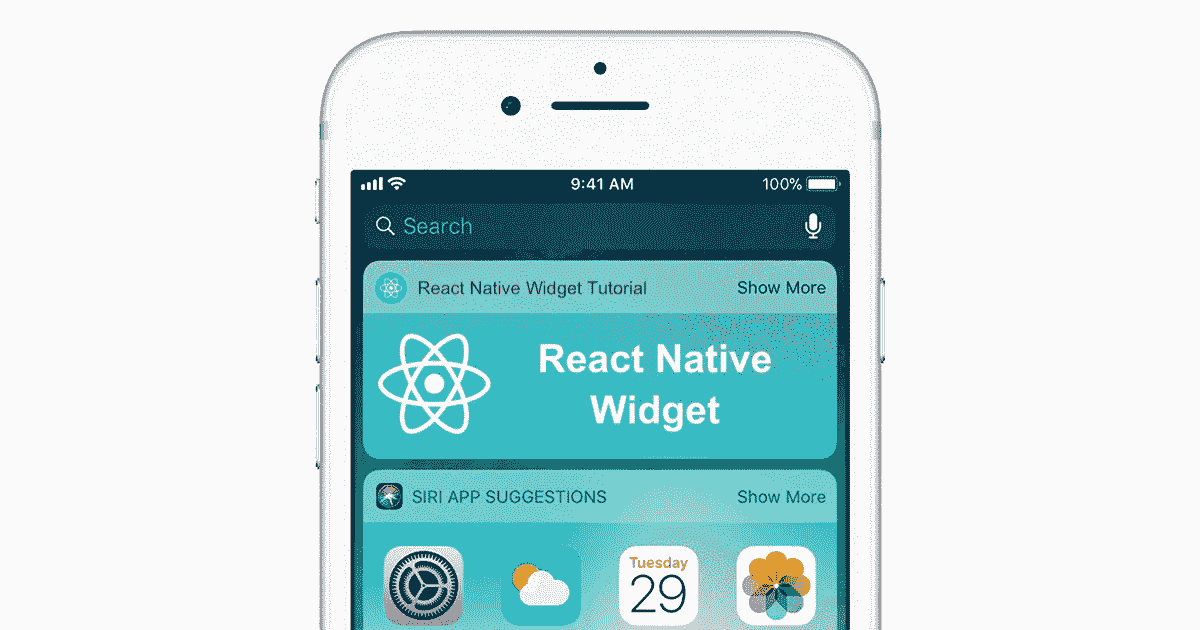 9:41 AM
100%
Search
React Native Widget Tutorial
Show More
React Native
Widget
SIRI APP SUGGESTIONS
Show More
Tuesday
29